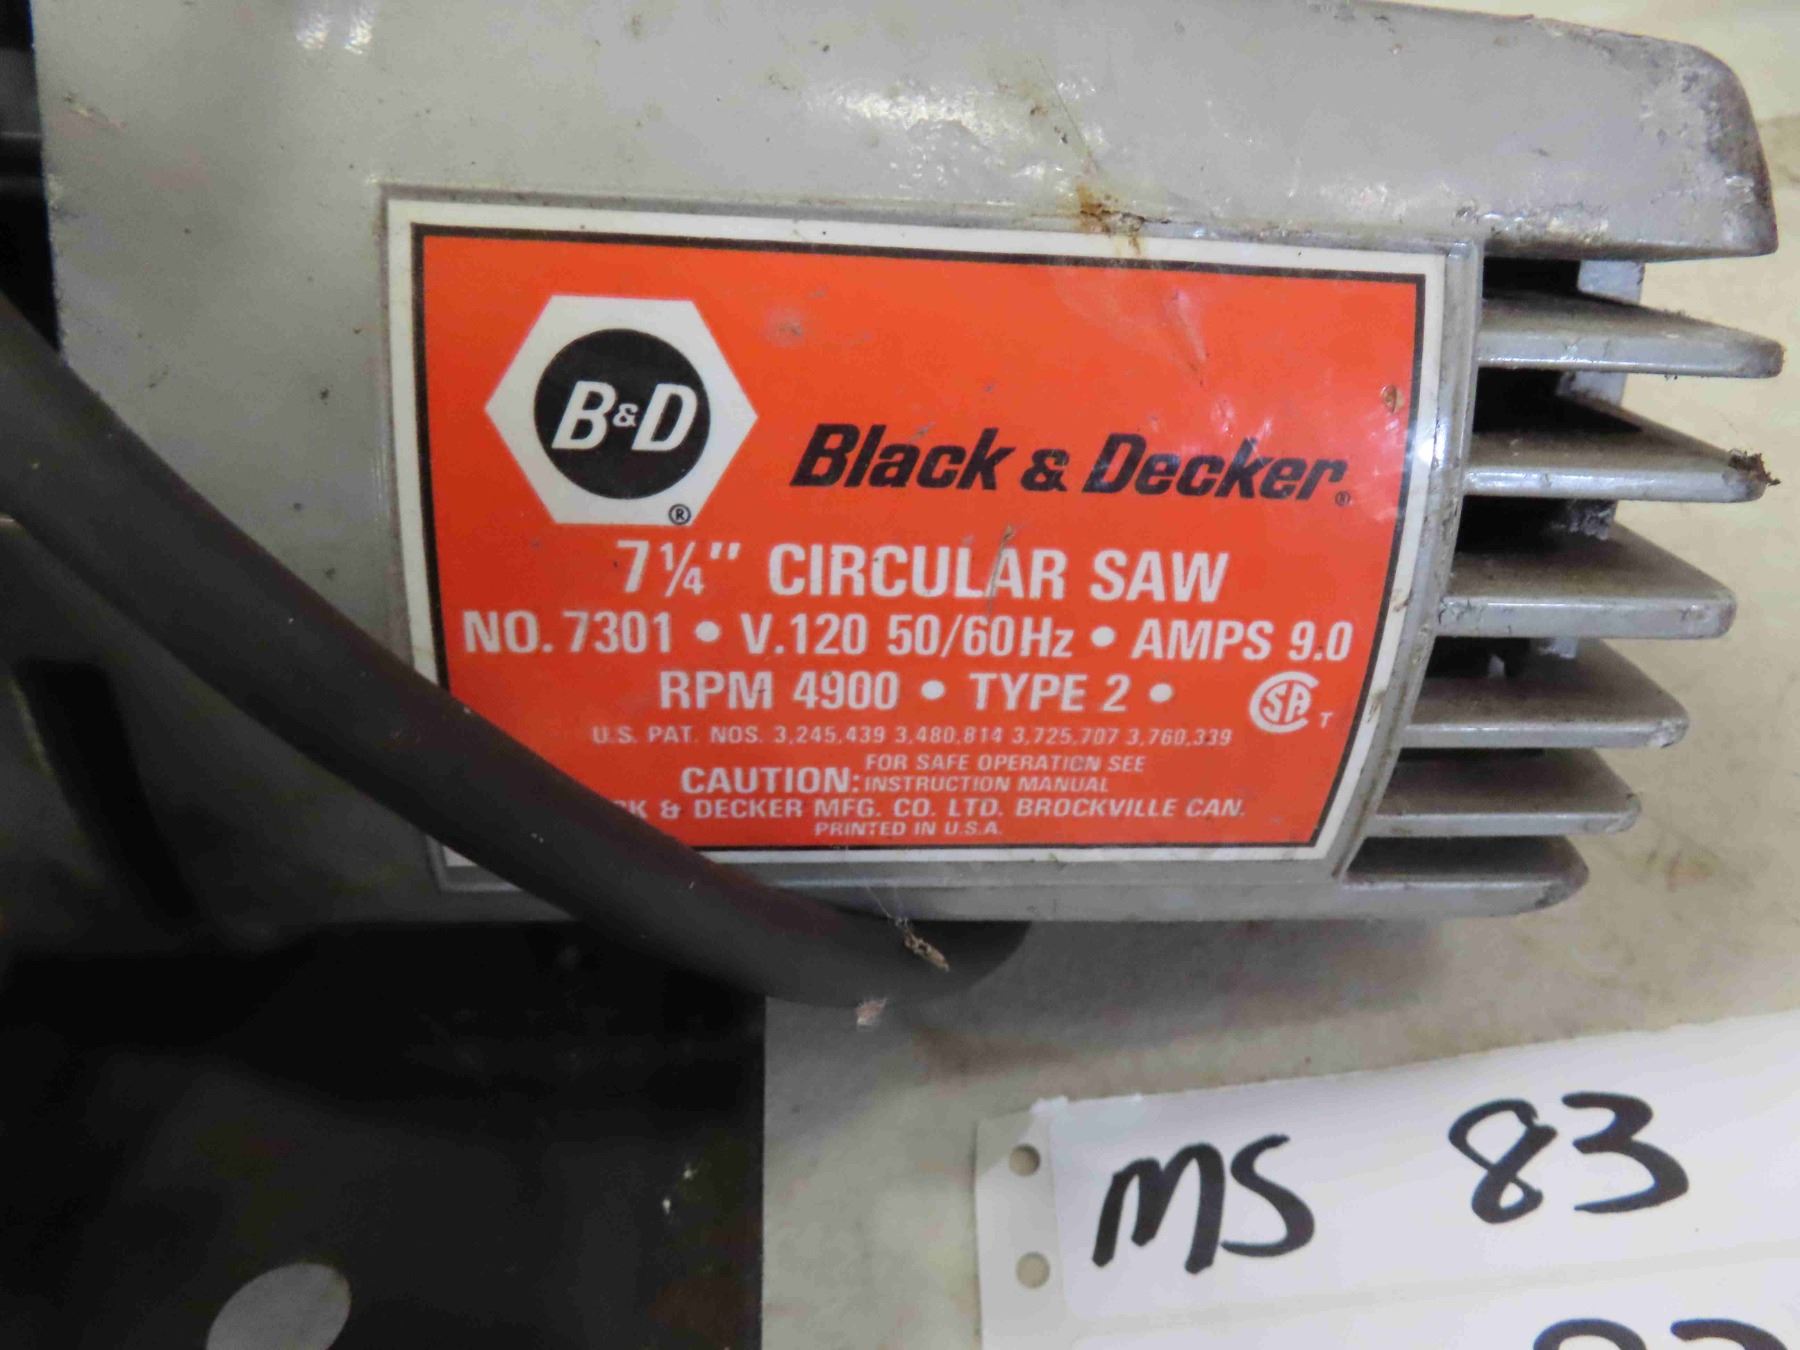 B&D
®
Black & Decker®
7¼" CIRCULAR SAW
NO. 7301 • V.120 50/60Hz • AMPS 9.0
RPM 4900 • TYPE 2 •
CSA T
U.S. PAT. NOS. 3,245,439 3,480,814 3,725,707 3,760,339
CAUTION: FOR SAFE OPERATION SEE
INSTRUCTION MANUAL
& DECKER MFG. CO. LTD. BROCKVILLE CAN.
PRINTED IN U.S.A.
MS 83